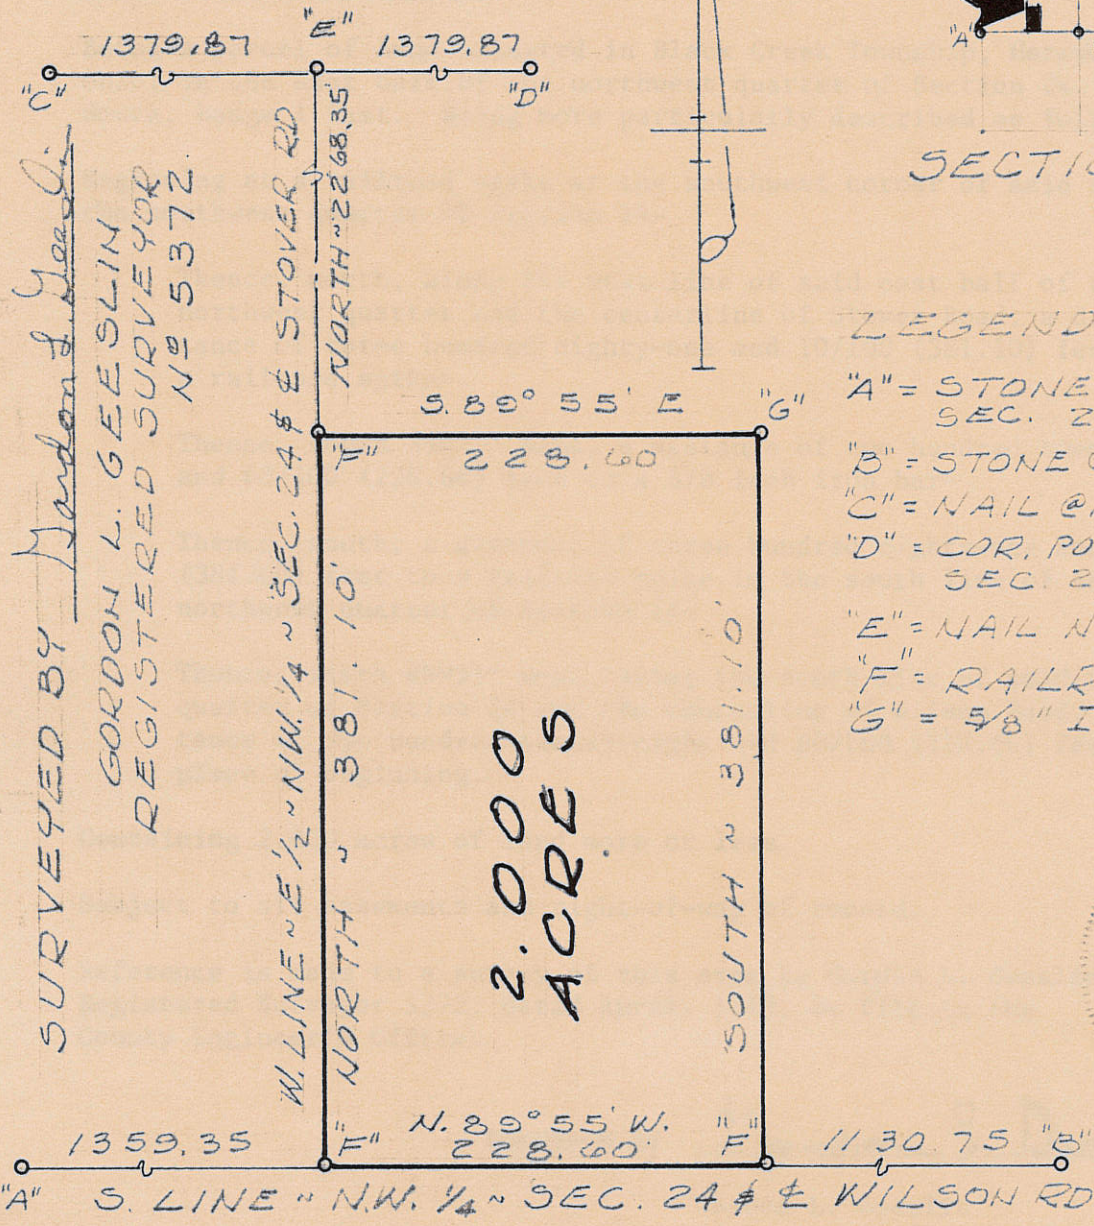 1379.87 "E" 1379.87
"C" "D"
"A"
SURVEYED BY Gordon L. Geeslin
GORDON L. GEESLIN
REGISTERED SURVEYOR
Nº 5372
W. LINE ~ E. 1/2 ~ NW. 1/4 ~ SEC. 24 & ℄ STOVER RD
NORTH ~ 2268.35'
S. 89° 55' E
"F" 228.60 "G"
NORTH ~ 381.10'
2.000
ACRES
SOUTH ~ 381.10'
N. 89° 55' W.
228.60
"F" "F"
1359.35 1130.75
"A" "B"
S. LINE ~ N.W. 1/4 ~ SEC. 24 & ℄ WILSON RD
LEGEND
"A" = STONE
SEC. 2
"B" = STONE
"C" = NAIL @
"D" = COR. PO
SEC. 2
"E" = NAIL N
"F" = RAILR
"G" = 5/8" I